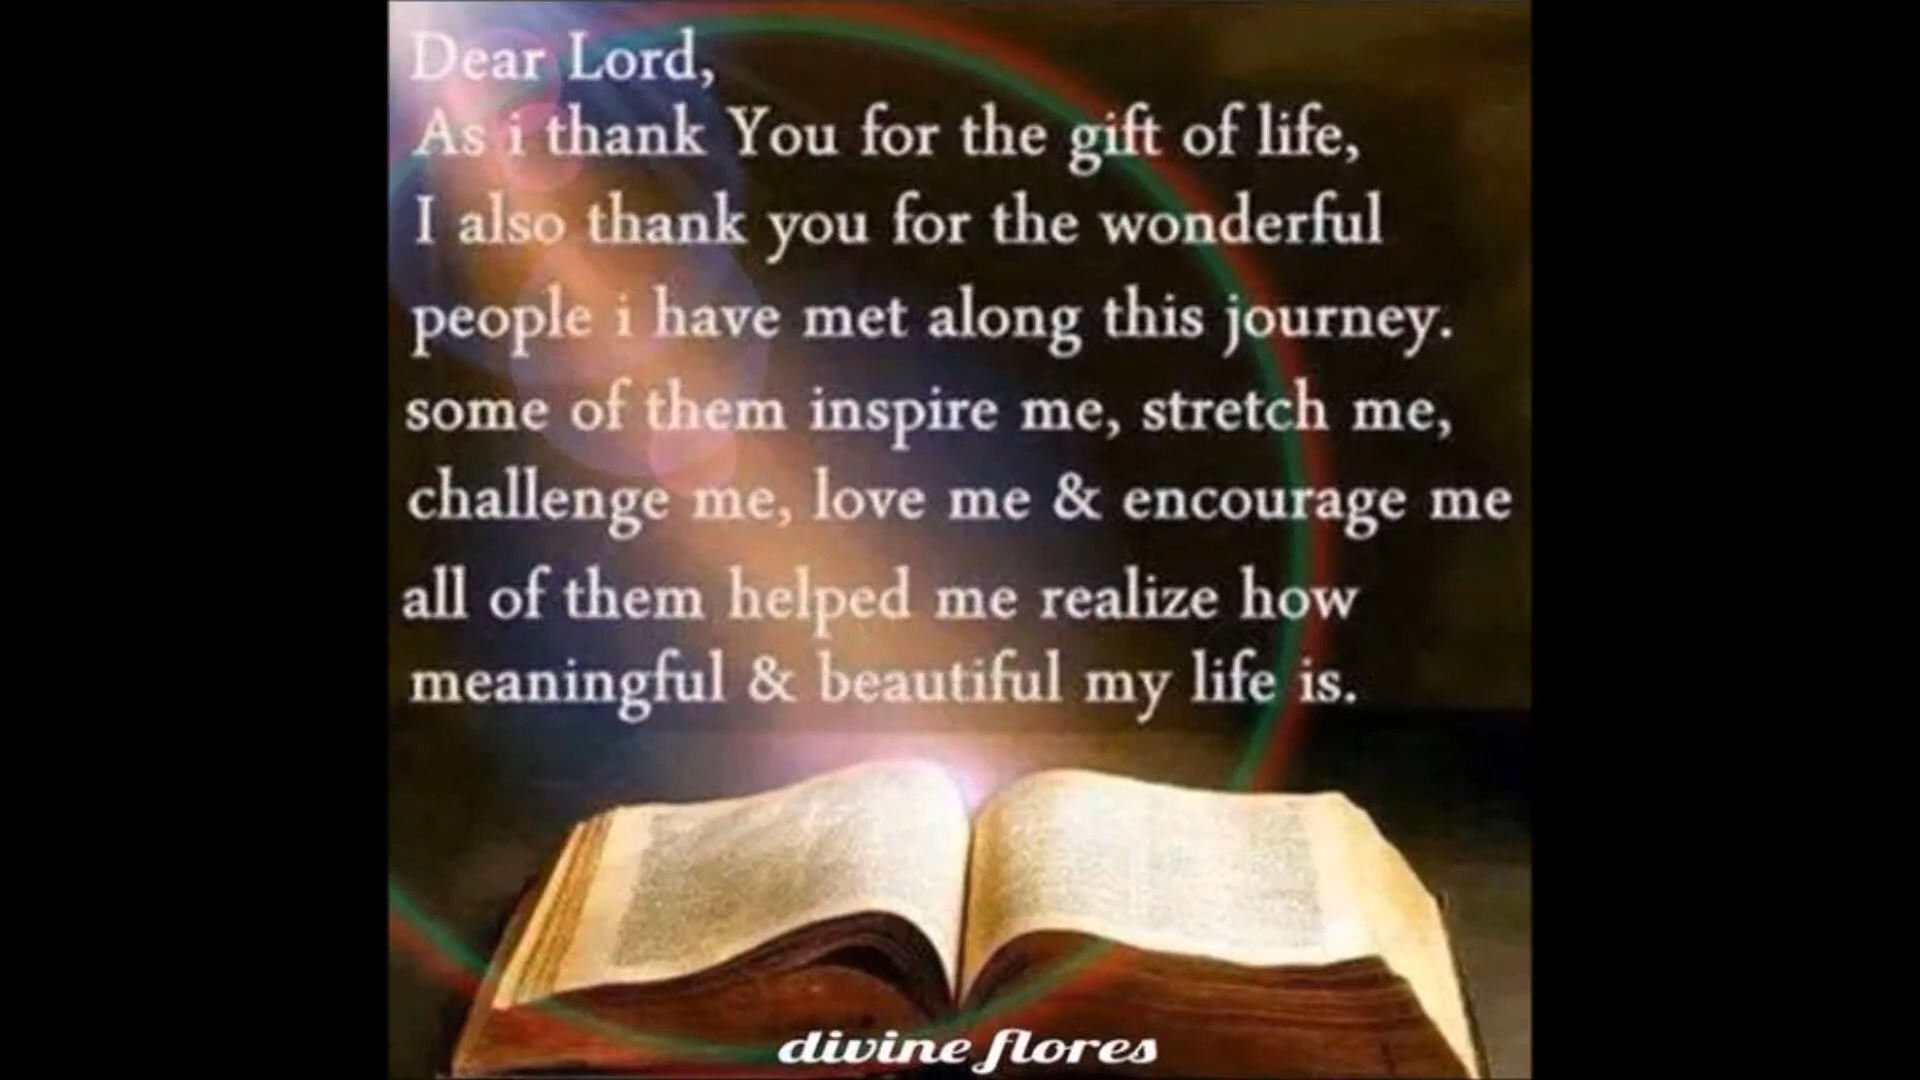 Dear Lord,
As i thank You for the gift of life,
I also thank you for the wonderful
people i have met along this journey.
some of them inspire me, stretch me,
challenge me, love me & encourage me
all of them helped me realize how
meaningful & beautiful my life is.
divine flores